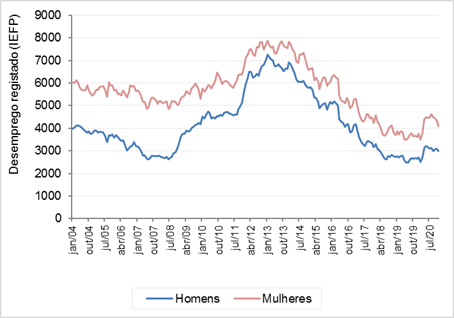 Desemprego registado (IEFP)
9000
8000
7000
6000
5000
4000
3000
2000
1000
0
jan/04
out/04
jul/05
abr/06
jan/07
out/07
jul/08
abr/09
jan/10
out/10
jul/11
abr/12
jan/13
out/13
jul/14
abr/15
jan/16
out/16
jul/17
abr/18
jan/19
out/19
jul/20
Homens Mulheres